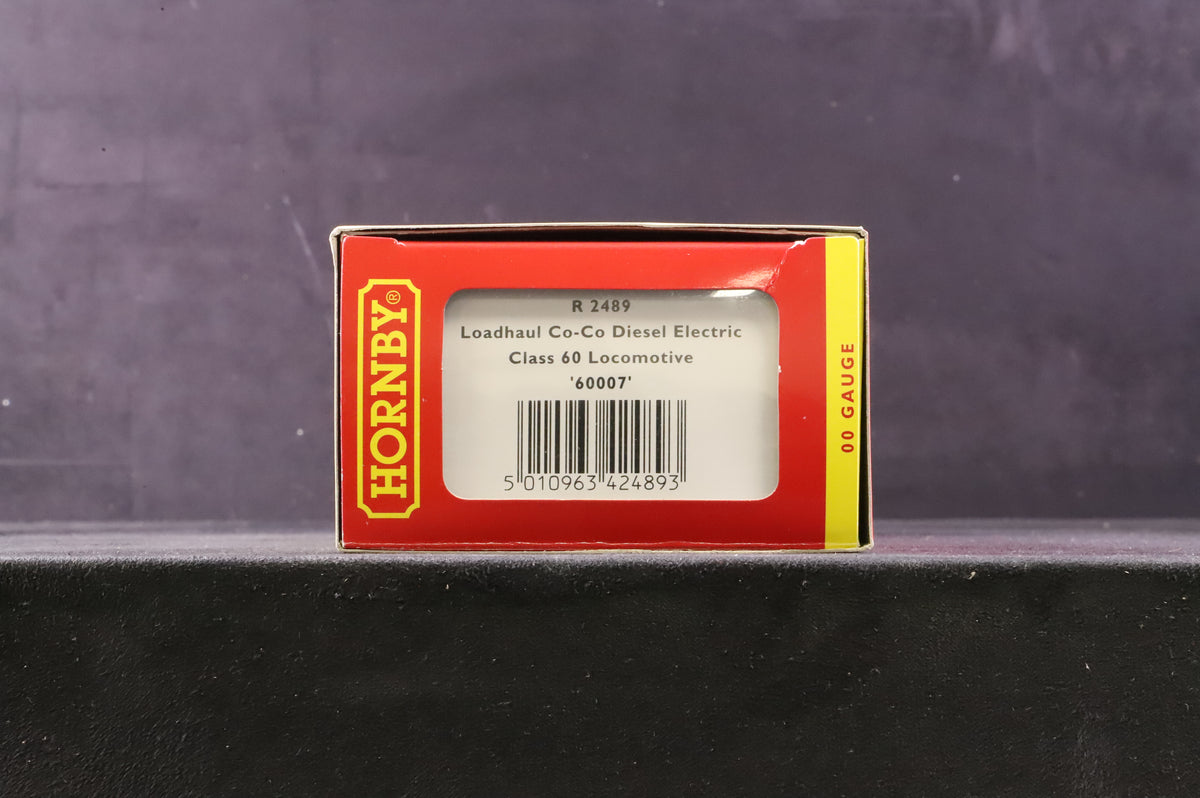 HORNBY®
R 2489
Loadhaul Co-Co Diesel Electric
Class 60 Locomotive
'60007'
5 010963 424893
00 GAUGE